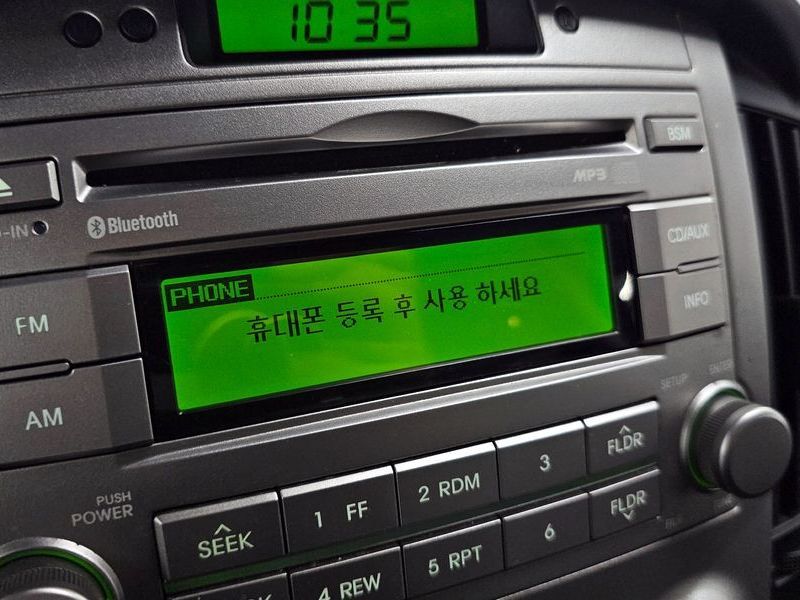 10 35
BSM
MP3
-IN
Bluetooth
CD/AUX
PHONE
휴대폰 등록 후 사용 하세요
FM
INFO
AM
SETUP
ENTER
PUSH
POWER
SEEK
1 FF
2 RDM
3
FLDR
4 REW
5 RPT
6
FLDR